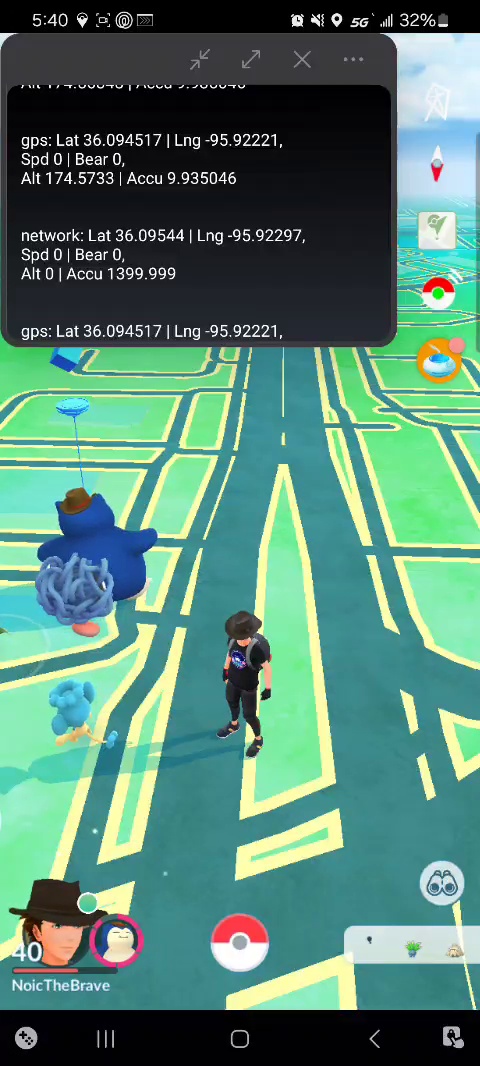 5:40
5G
32%
gps: Lat 36.094517 | Lng -95.92221,
Spd 0 | Bear 0,
Alt 174.5733 | Accu 9.935046
network: Lat 36.09544 | Lng -95.92297,
Spd 0 | Bear 0,
Alt 0 | Accu 1399.999
gps: Lat 36.094517 | Lng -95.92221,
40
NoicTheBrave